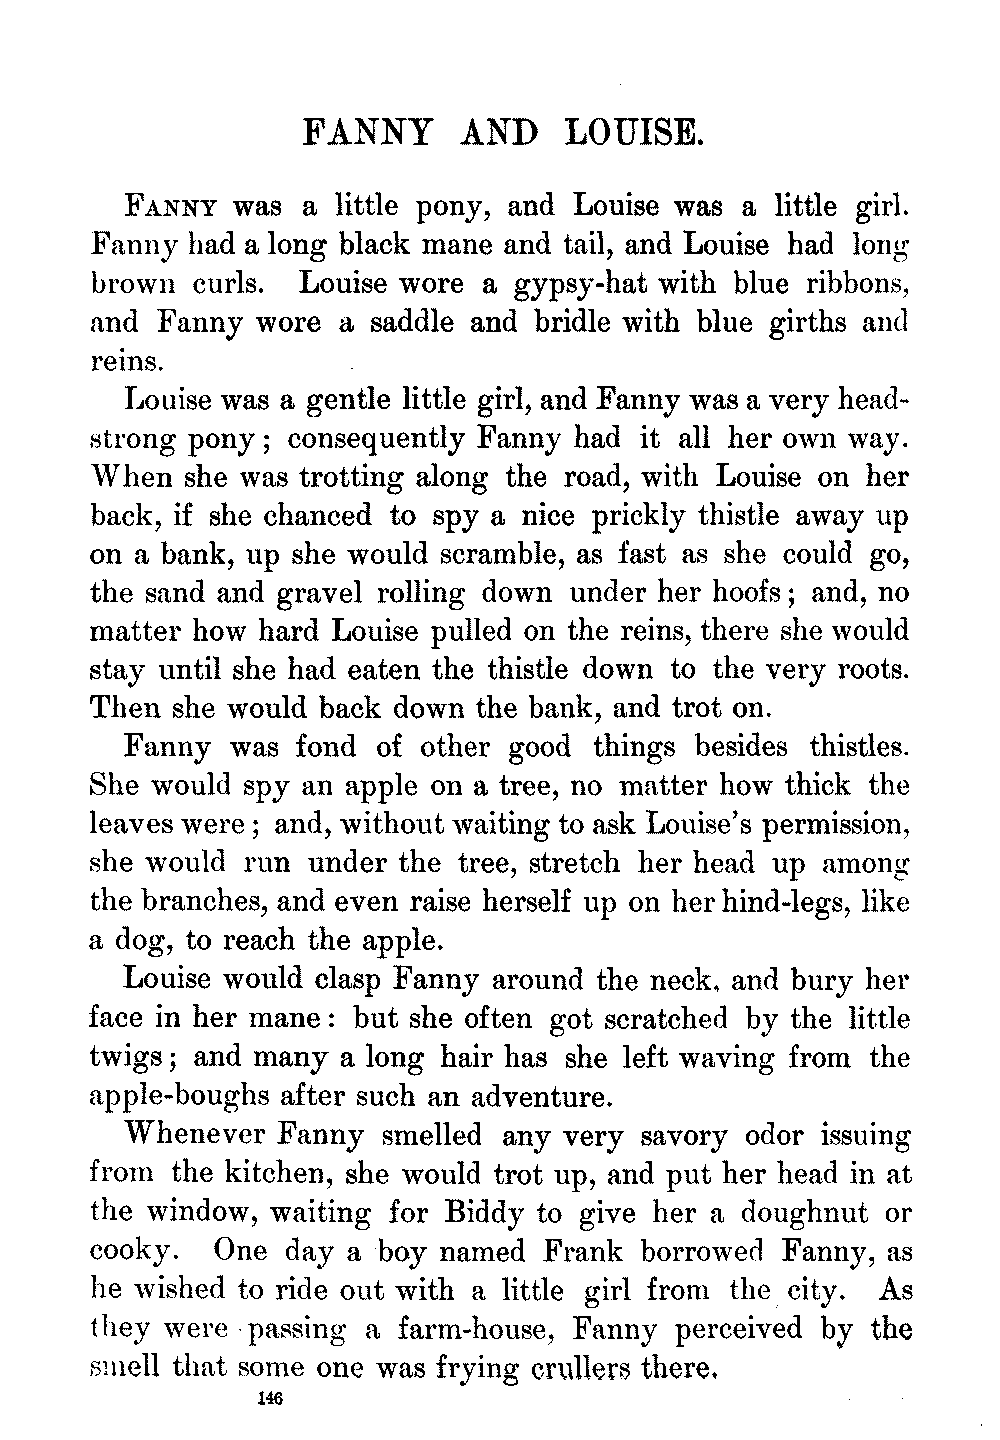 FANNY AND LOUISE.
FANNY was a little pony, and Louise was a little girl.
Fanny had a long black mane and tail, and Louise had long
brown curls. Louise wore a gypsy-hat with blue ribbons,
and Fanny wore a saddle and bridle with blue girths and
reins.
Louise was a gentle little girl, and Fanny was a very head-
strong pony; consequently Fanny had it all her own way.
When she was trotting along the road, with Louise on her
back, if she chanced to spy a nice prickly thistle away up
on a bank, up she would scramble, as fast as she could go,
the sand and gravel rolling down under her hoofs; and, no
matter how hard Louise pulled on the reins, there she would
stay until she had eaten the thistle down to the very roots.
Then she would back down the bank, and trot on.
Fanny was fond of other good things besides thistles.
She would spy an apple on a tree, no matter how thick the
leaves were; and, without waiting to ask Louise's permission,
she would run under the tree, stretch her head up among
the branches, and even raise herself up on her hind-legs, like
a dog, to reach the apple.
Louise would clasp Fanny around the neck, and bury her
face in her mane: but she often got scratched by the little
twigs; and many a long hair has she left waving from the
apple-boughs after such an adventure.
Whenever Fanny smelled any very savory odor issuing
from the kitchen, she would trot up, and put her head in at
the window, waiting for Biddy to give her a doughnut or
cooky. One day a boy named Frank borrowed Fanny, as
he wished to ride out with a little girl from the city. As
they were passing a farm-house, Fanny perceived by the
smell that some one was frying crullers there.
146